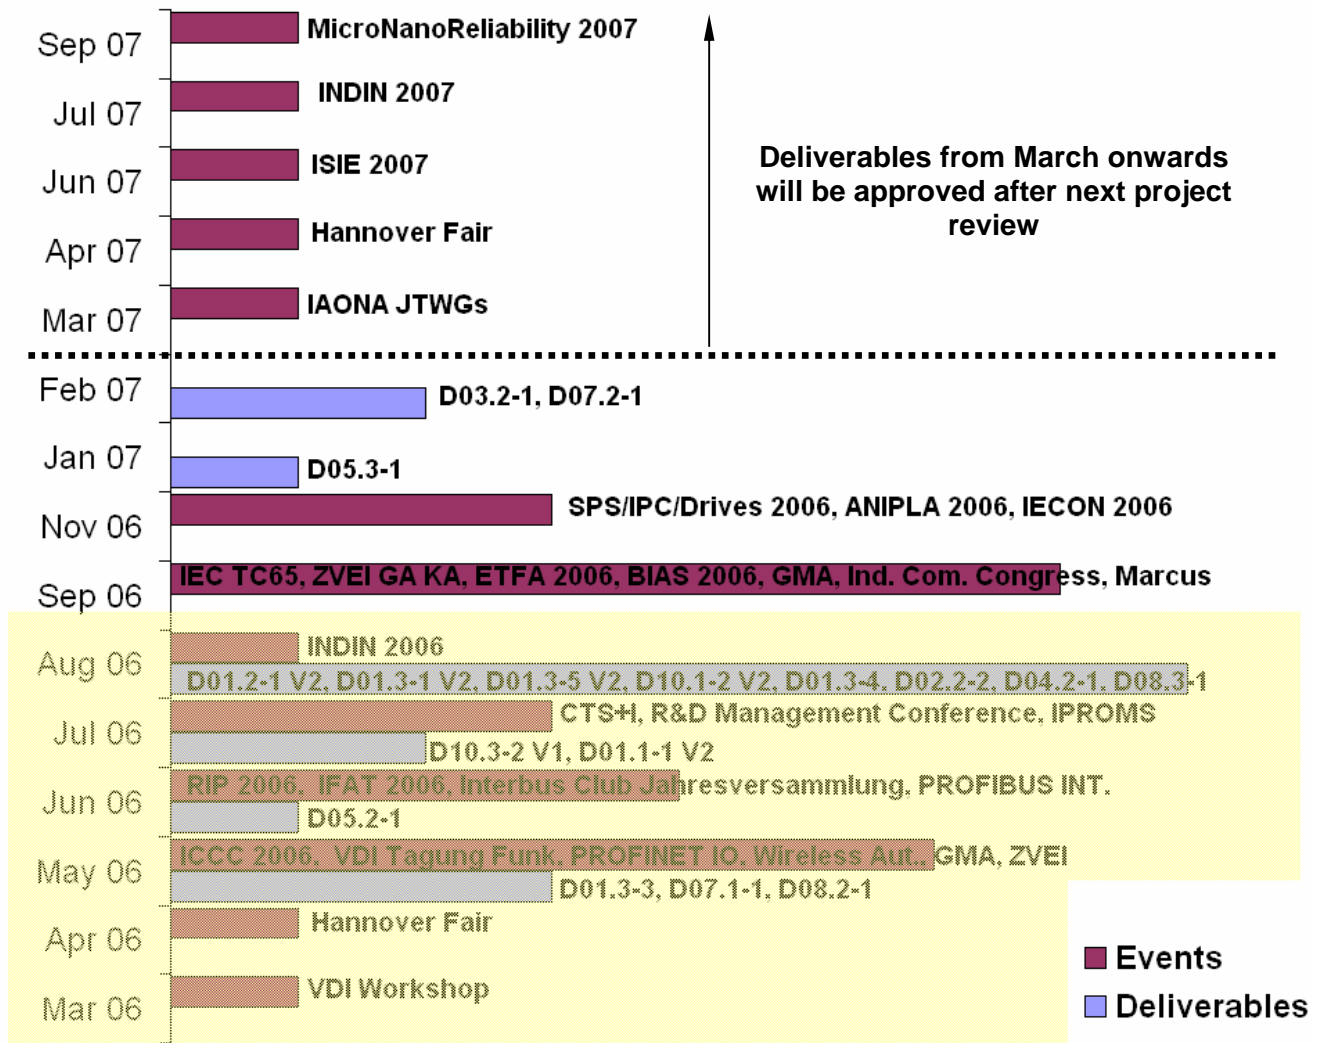 Sep 07
MicroNanoReliability 2007
Jul 07
INDIN 2007
Jun 07
ISIE 2007
Apr 07
Hannover Fair
Mar 07
IAONA JTWGs
Deliverables from March onwards
will be approved after next project
review
Feb 07
D03.2-1, D07.2-1
Jan 07
D05.3-1
Nov 06
SPS/IPC/Drives 2006, ANIPLA 2006, IECON 2006
Sep 06
IEC TC65, ZVEI GA KA, ETFA 2006, BIAS 2006, GMA, Ind. Com. Congress, Marcus
Aug 06
INDIN 2006
D01.2-1 V2, D01.3-1 V2, D01.3-5 V2, D10.1-2 V2, D01.3-4, D02.2-2, D04.2-1, D08.3-1
Jul 06
CTS+I, R&D Management Conference, IPROMS
D10.3-2 V1, D01.1-1 V2
Jun 06
RIP 2006, IFAT 2006, Interbus Club Jahresversammlung, PROFIBUS INT.
D05.2-1
May 06
ICCC 2006, VDI Tagung Funk, PROFINET IO, Wireless Aut., GMA, ZVEI
D01.3-3, D07.1-1, D08.2-1
Apr 06
Hannover Fair
Mar 06
VDI Workshop
Events
Deliverables